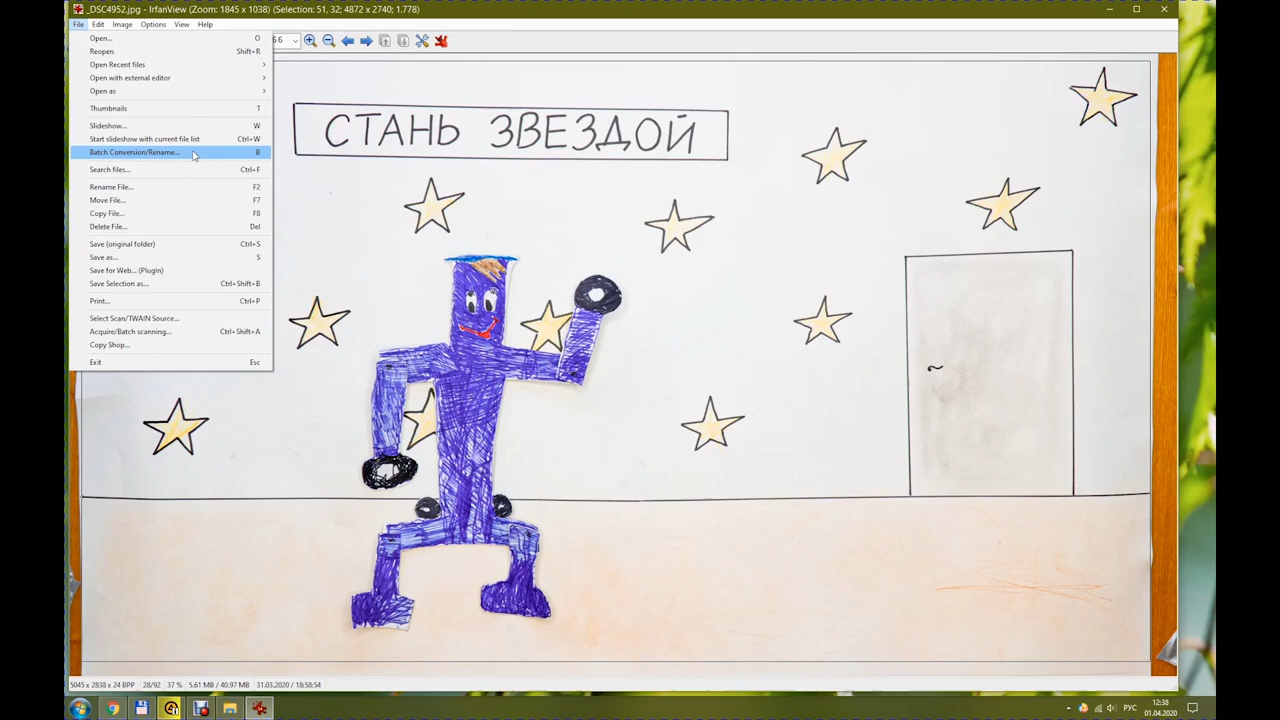 _DSC4952.jpg - IrfanView (Zoom: 1845 x 1038) (Selection: 51, 32; 4872 x 2740; 1.778)
File Edit Image Options View Help
Open... O
Reopen Shift+R
Open Recent files
Open with external editor
Open as
Thumbnails T
Slideshow... W
Start slideshow with current file list Ctrl+W
Batch Conversion/Rename... B
Search files... Ctrl+F
Rename File... F2
Move File... F7
Copy File... F8
Delete File... Del
Save (original folder) Ctrl+S
Save as... S
Save for Web... (PlugIn)
Save Selection as... Ctrl+Shift+B
Print... Ctrl+P
Select Scan/TWAIN Source...
Acquire/Batch scanning... Ctrl+Shift+A
Copy Shop...
Exit Esc
СТАНЬ ЗВЕЗДОЙ
5045 x 2838 x 24 BPP 28/92 37 % 5.61 MB / 40.97 MB 31.03.2020 / 18:58:54
РУС
12:38
01.04.2020